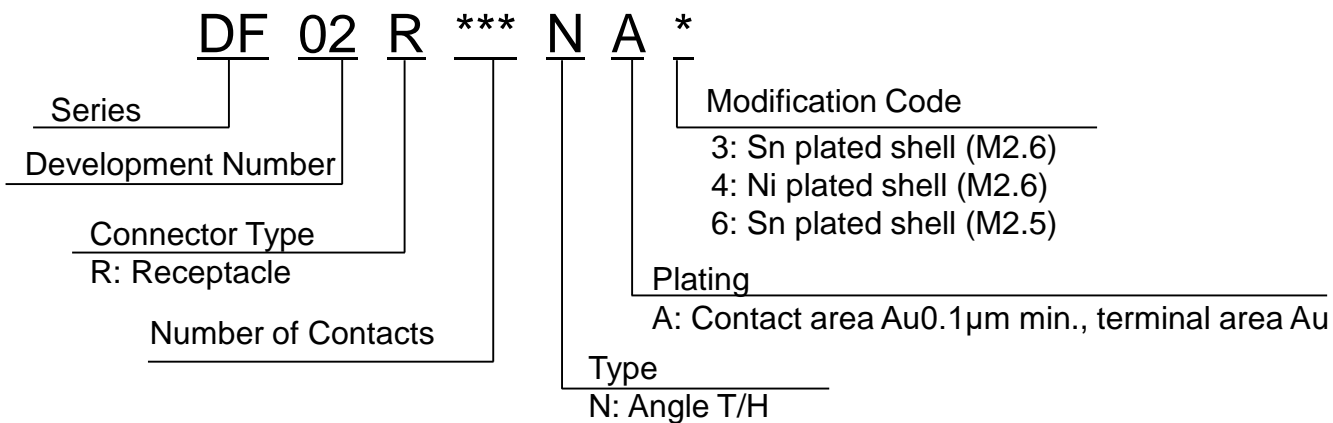 DF 02 R *** N A *
Series
Modification Code
3: Sn plated shell (M2.6)
Development Number
4: Ni plated shell (M2.6)
6: Sn plated shell (M2.5)
Connector Type
R: Receptacle
Plating
A: Contact area Au0.1µm min., terminal area Au
Number of Contacts
Type
N: Angle T/H